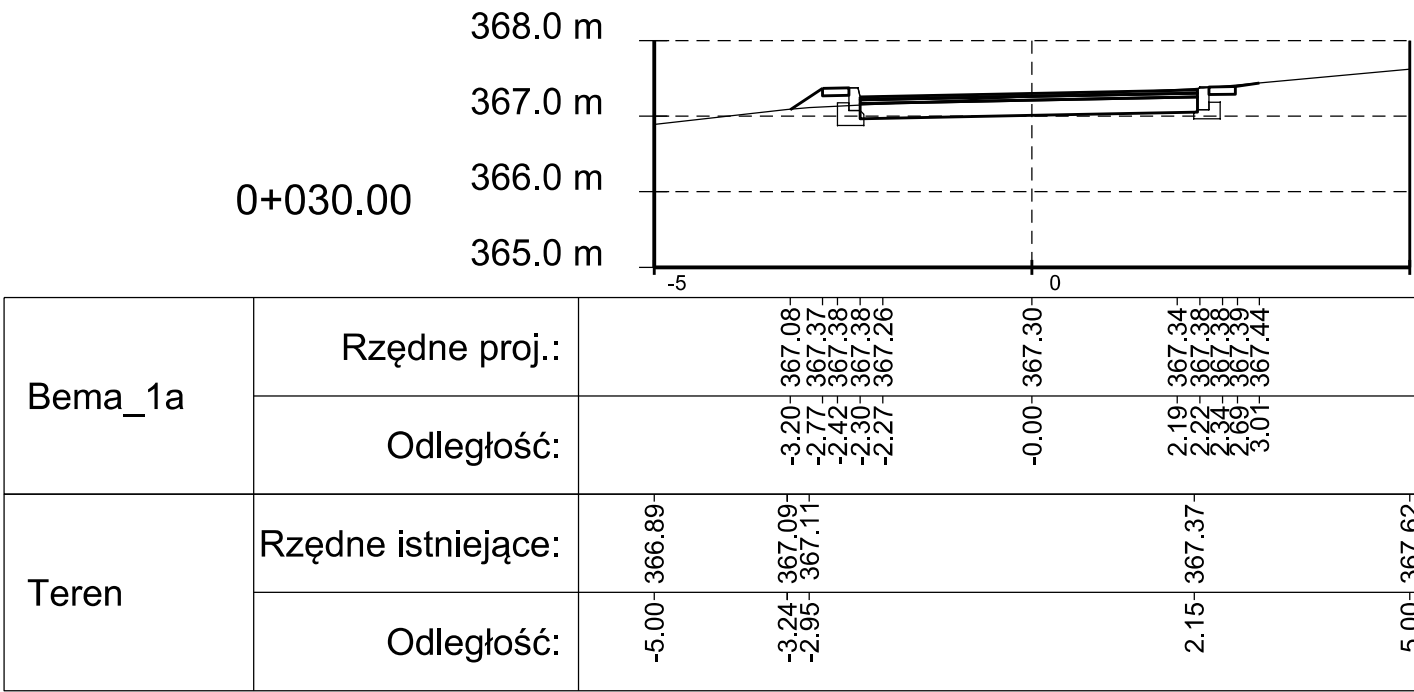 368.0 m
367.0 m
366.0 m
365.0 m
0+030.00
-5 0
Bema_1a
Rzędne proj.:
367.08 367.37 367.38 367.38 367.26 367.30 367.34 367.38 367.38 367.39 367.44
Odległość:
-3.20 -2.77 -2.42 -2.30 -2.27 -0.00 2.19 2.22 2.34 2.69 3.01
Teren
Rzędne istniejące:
366.89 367.09 367.11 367.37 367.62
Odległość:
-5.00 -3.24 -2.95 2.15 5.00